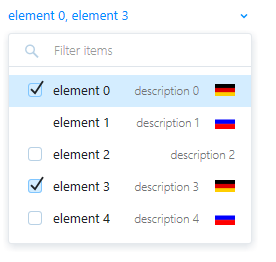 element 0, element 3
Filter items
element 0 description 0
element 1 description 1
element 2 description 2
element 3 description 3
element 4 description 4